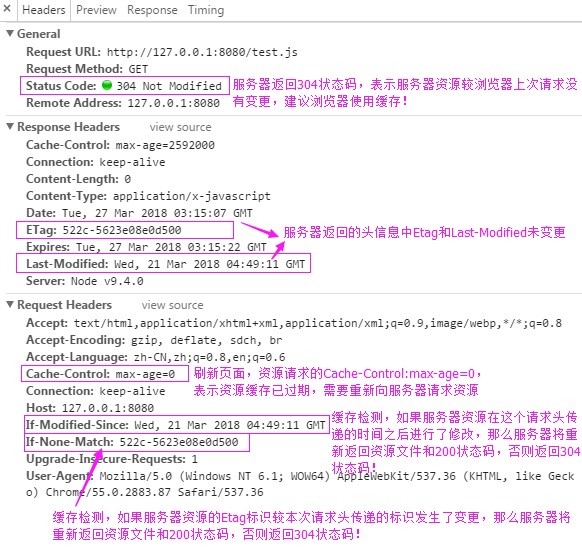 × Headers Preview Response Timing
▼ General
Request URL: http://127.0.0.1:8080/test.js
Request Method: GET
Status Code: 304 Not Modified
Remote Address: 127.0.0.1:8080
服务器返回304状态码，表示服务器资源较浏览器上次请求没
有变更，建议浏览器使用缓存！
▼ Response Headers view source
Cache-Control: max-age=2592000
Connection: keep-alive
Content-Length: 0
Content-Type: application/x-javascript
Date: Tue, 27 Mar 2018 03:15:07 GMT
ETag: 522c-5623e08e0d500
Expires: Tue, 27 Mar 2018 03:15:22 GMT
Last-Modified: Wed, 21 Mar 2018 04:49:11 GMT
Server: Node v9.4.0
服务器返回的头信息中Etag和Last-Modified未变更
▼ Request Headers view source
Accept: text/html,application/xhtml+xml,application/xml;q=0.9,image/webp,*/*;q=0.8
Accept-Encoding: gzip, deflate, sdch, br
Accept-Language: zh-CN,zh;q=0.8,en;q=0.6
Cache-Control: max-age=0
Connection: keep-alive
刷新页面，资源请求的Cache-Control:max-age=0，
表示资源缓存已过期，需要重新向服务器请求资源
Host: 127.0.0.1:8080
If-Modified-Since: Wed, 21 Mar 2018 04:49:11 GMT
If-None-Match: 522c-5623e08e0d500
Upgrade-Insecure-Requests: 1
缓存检测，如果服务器资源在这个请求头传
递的时间之后进行了修改，那么服务器将重
新返回资源文件和200状态码，否则返回304
状态码！
User-Agent: Mozilla/5.0 (Windows NT 6.1; WOW64) AppleWebKit/537.36 (KHTML, like Geck
o) Chrome/55.0.2883.87 Safari/537.36
缓存检测，如果服务器资源的Etag标识较本次请求头传递的标识发生了变更，那么服务器将
重新返回资源文件和200状态码，否则返回304状态码！